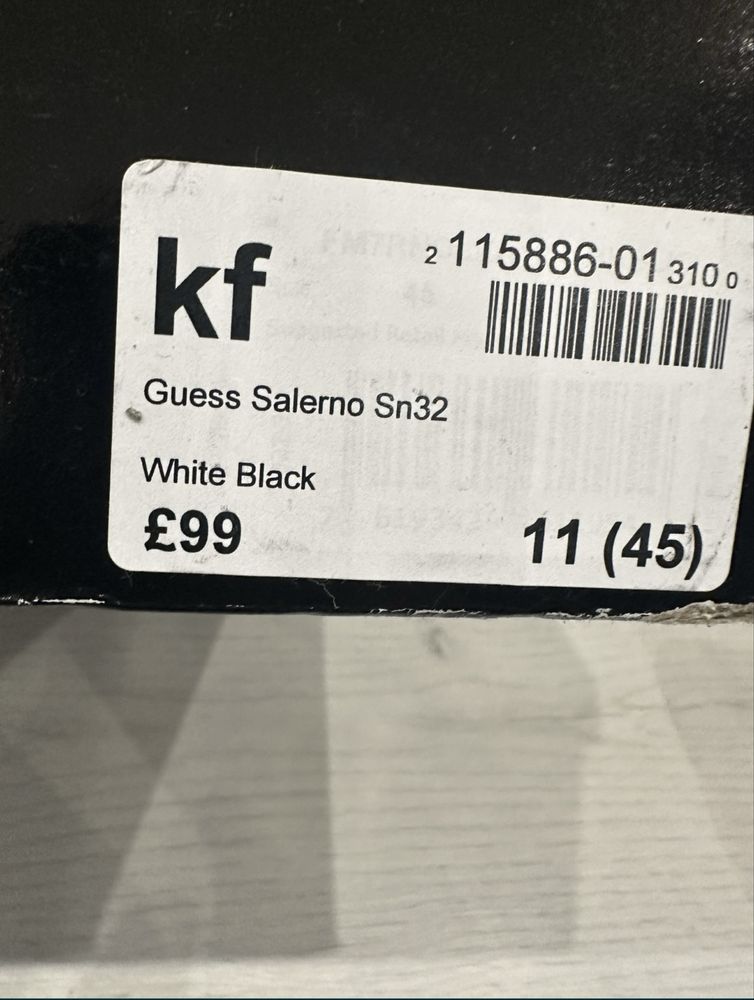 kf
2 115886-01 310 0
Guess Salerno Sn32
White Black
£99
11 (45)